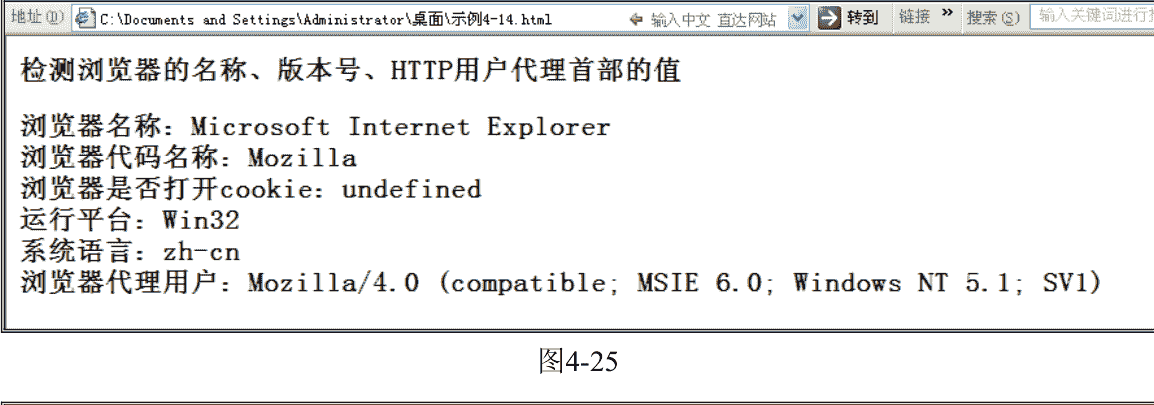 地址(D) C:\Documents and Settings\Administrator\桌面\示例4-14.html 输入中文 直达网站 转到 链接 » 搜索(S) 输入关键词进行
检测浏览器的名称、版本号、HTTP用户代理首部的值
浏览器名称：Microsoft Internet Explorer
浏览器代码名称：Mozilla
浏览器是否打开cookie：undefined
运行平台：Win32
系统语言：zh-cn
浏览器代理用户：Mozilla/4.0 (compatible; MSIE 6.0; Windows NT 5.1; SV1)
图4-25